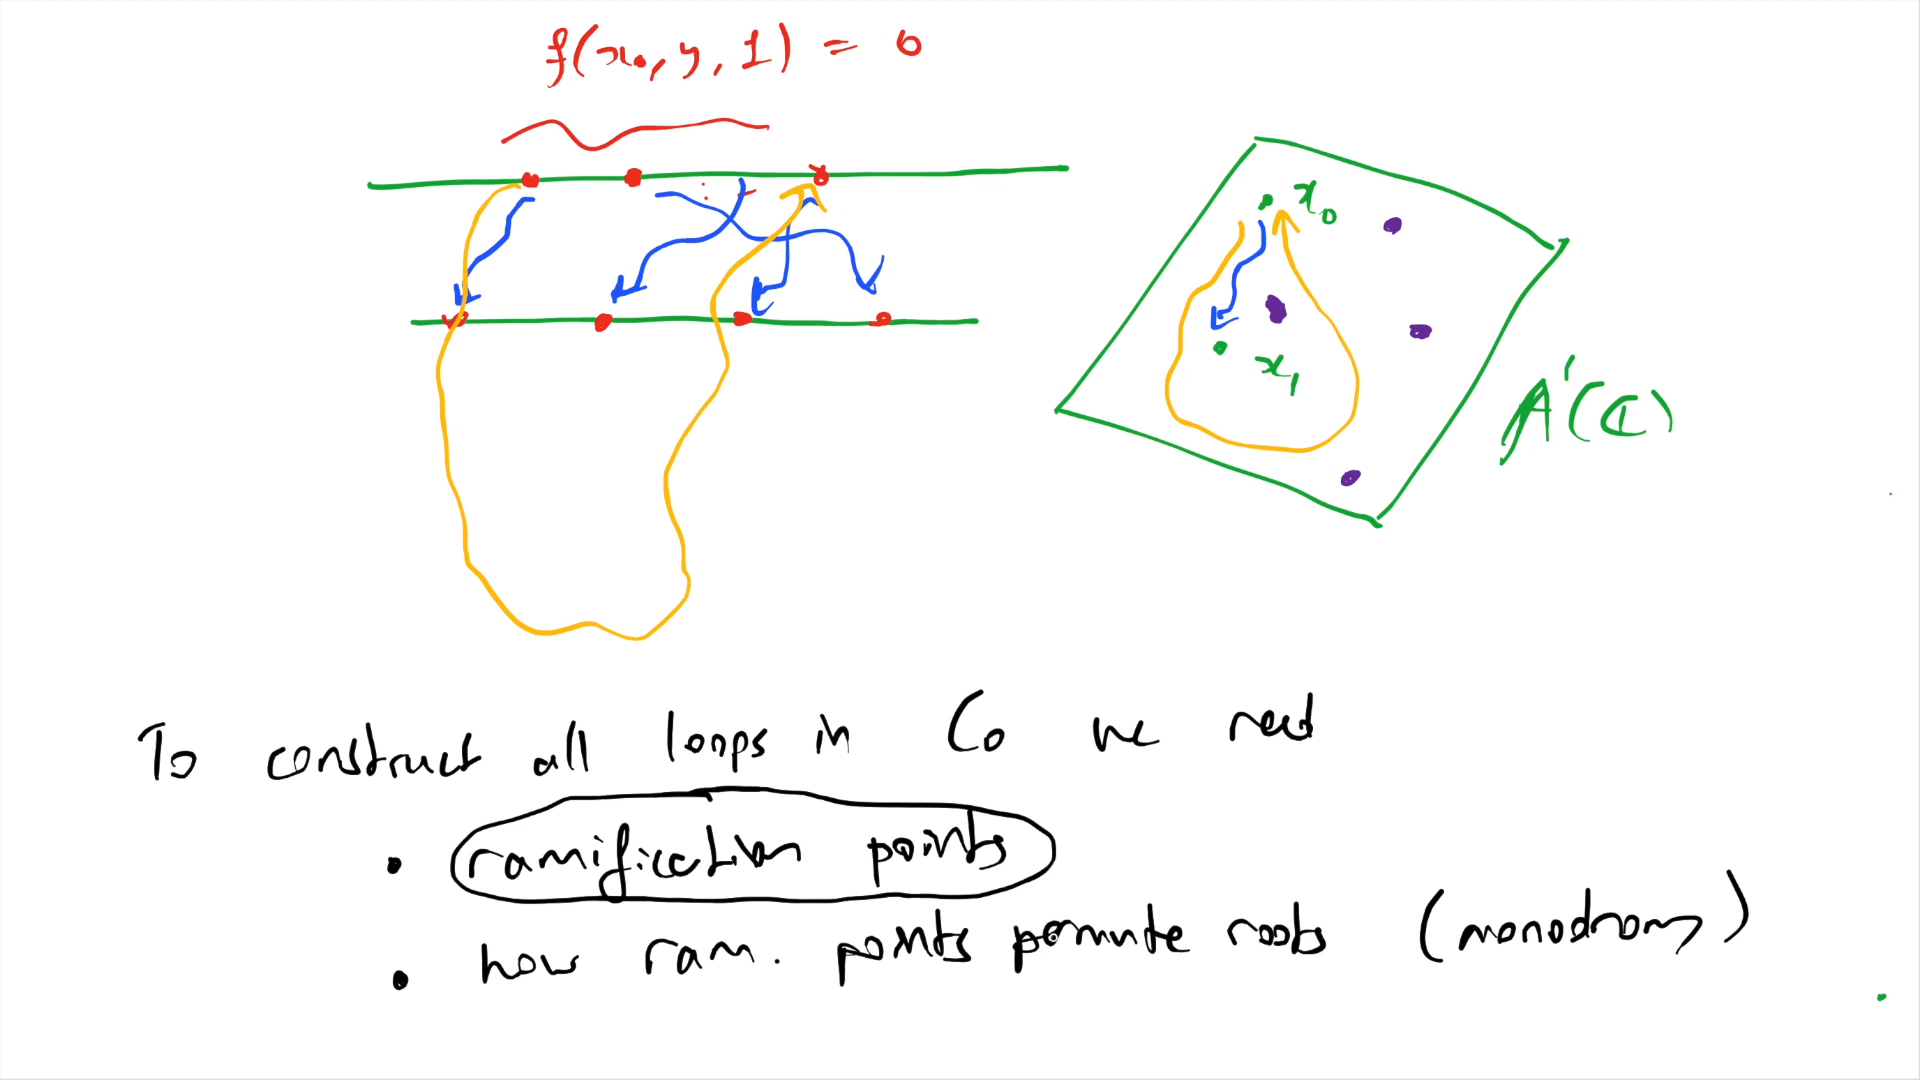 f(x₀, y, 1) = 0
x₀
x₁
A¹(ℂ)
To construct all loops in C₀ we need
• ramification points
• how ram. points permute roots (monodromy)